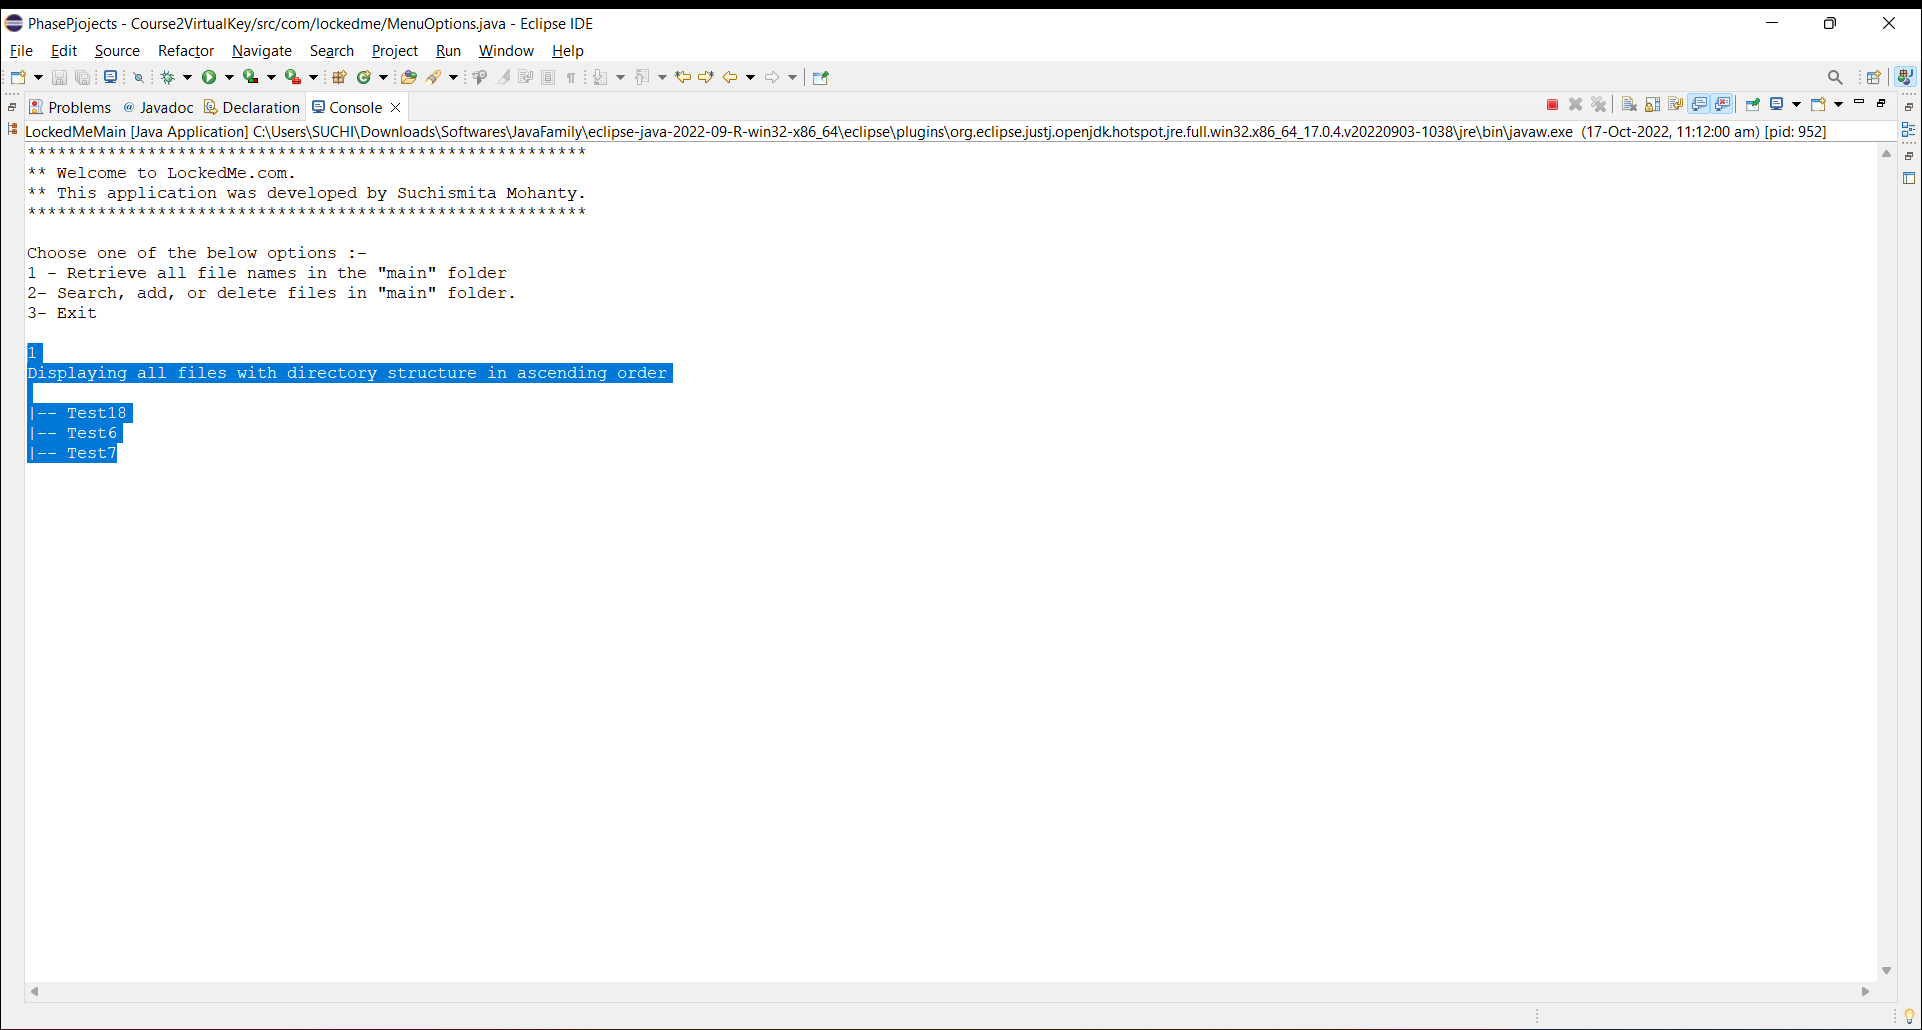 PhasePjojects - Course2VirtualKey/src/com/lockedme/MenuOptions.java - Eclipse IDE
File Edit Source Refactor Navigate Search Project Run Window Help
Problems @ Javadoc Declaration Console
LockedMeMain [Java Application] C:\Users\SUCHI\Downloads\Softwares\JavaFamily\eclipse-java-2022-09-R-win32-x86_64\eclipse\plugins\org.eclipse.justj.openjdk.hotspot.jre.full.win32.x86_64_17.0.4.v20220903-1038\jre\bin\javaw.exe (17-Oct-2022, 11:12:00 am) [pid: 952]
********************************************************
** Welcome to LockedMe.com.
** This application was developed by Suchismita Mohanty.
********************************************************
Choose one of the below options :-
1 - Retrieve all file names in the "main" folder
2- Search, add, or delete files in "main" folder.
3- Exit
1
Displaying all files with directory structure in ascending order
|-- Test18
|-- Test6
|-- Test7